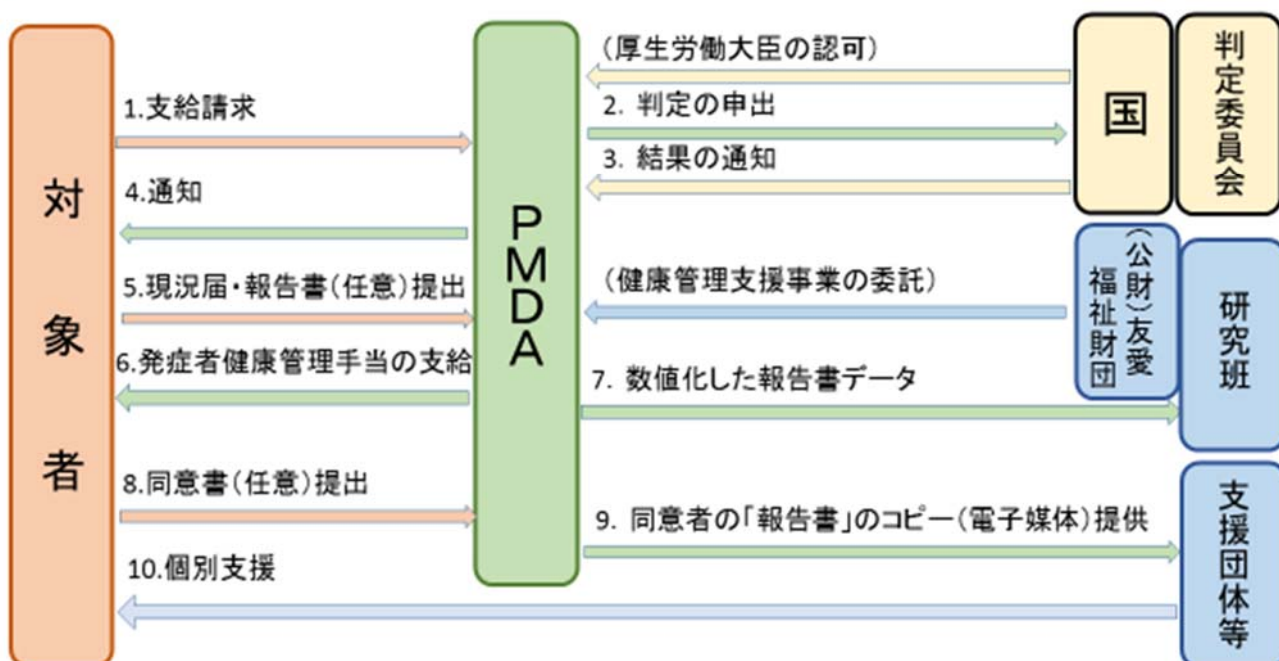 対象者
PMDA
国
判定委員会
(公財)友愛
福祉財団
研究班
支援団体等
(厚生労働大臣の認可)
1.支給請求
2. 判定の申出
3. 結果の通知
4.通知
(健康管理支援事業の委託)
5.現況届・報告書(任意)提出
6.発症者健康管理手当の支給
7. 数値化した報告書データ
8.同意書(任意)提出
9. 同意者の「報告書」のコピー(電子媒体)提供
10.個別支援